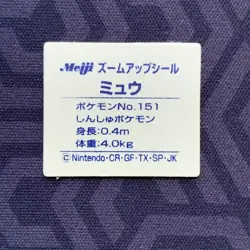 Meiji ズームアップシール
ミュウ
ポケモンNo.151
しんしゅポケモン
身長:0.4m
体重:4.0kg
©Nintendo・CR・GF・TX・SP・JK